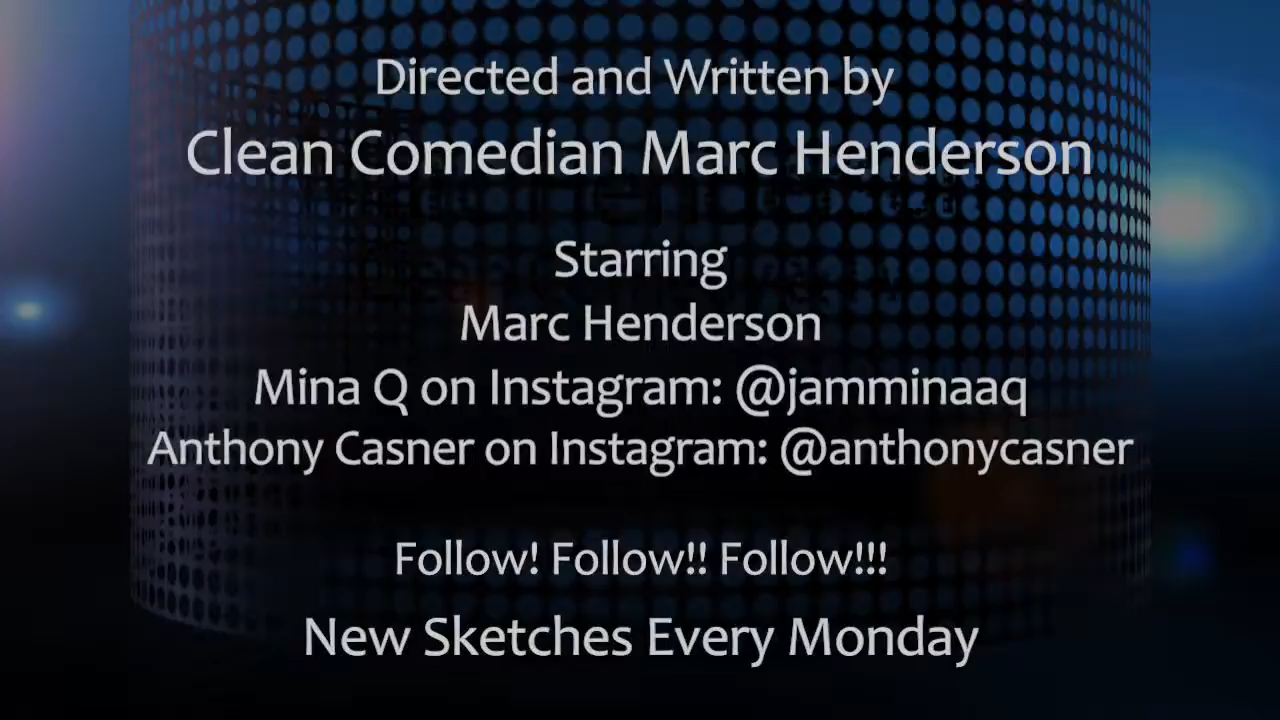 Directed and Written by
Clean Comedian Marc Henderson
Starring
Marc Henderson
Mina Q on Instagram: @jamminaaq
Anthony Casner on Instagram: @anthonycasner
Follow! Follow!! Follow!!!
New Sketches Every Monday